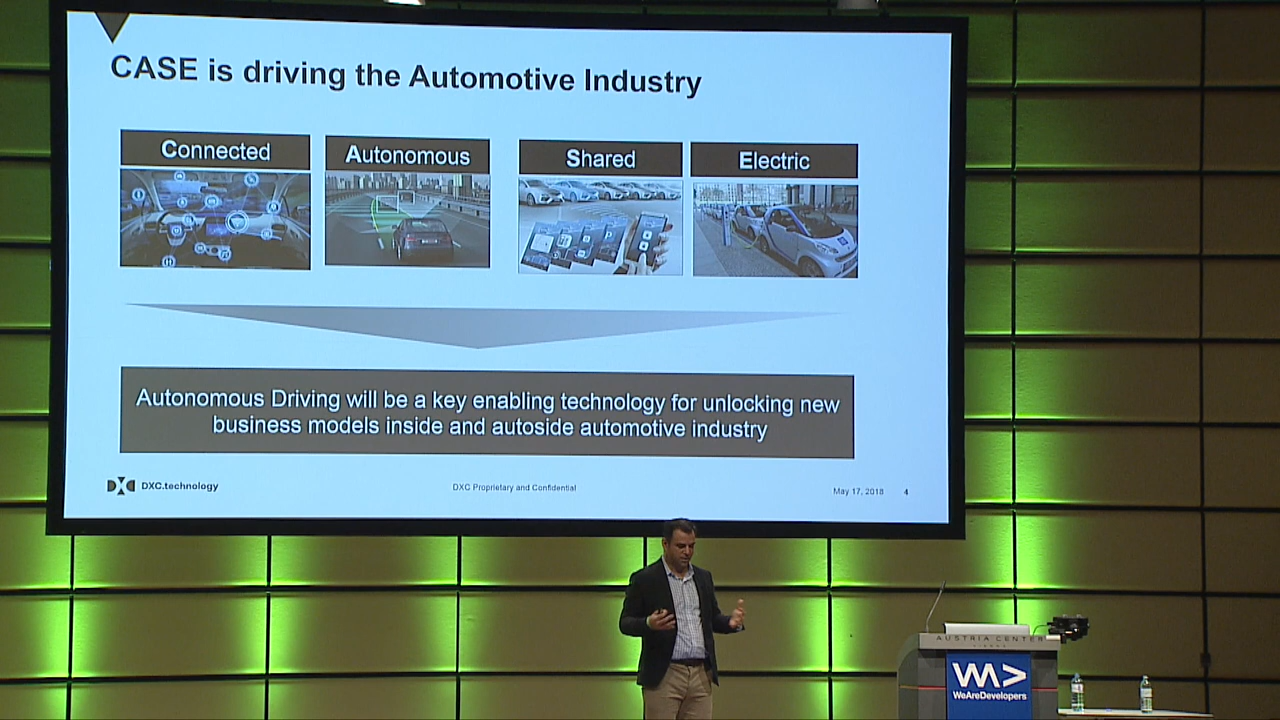 CASE is driving the Automotive Industry
Connected
Autonomous
Shared
Electric
Autonomous Driving will be a key enabling technology for unlocking new
business models inside and autoside automotive industry
DXC.technology
DXC Proprietary and Confidential
May 17, 2018
4
AUSTRIA CENTER
WeAreDevelopers